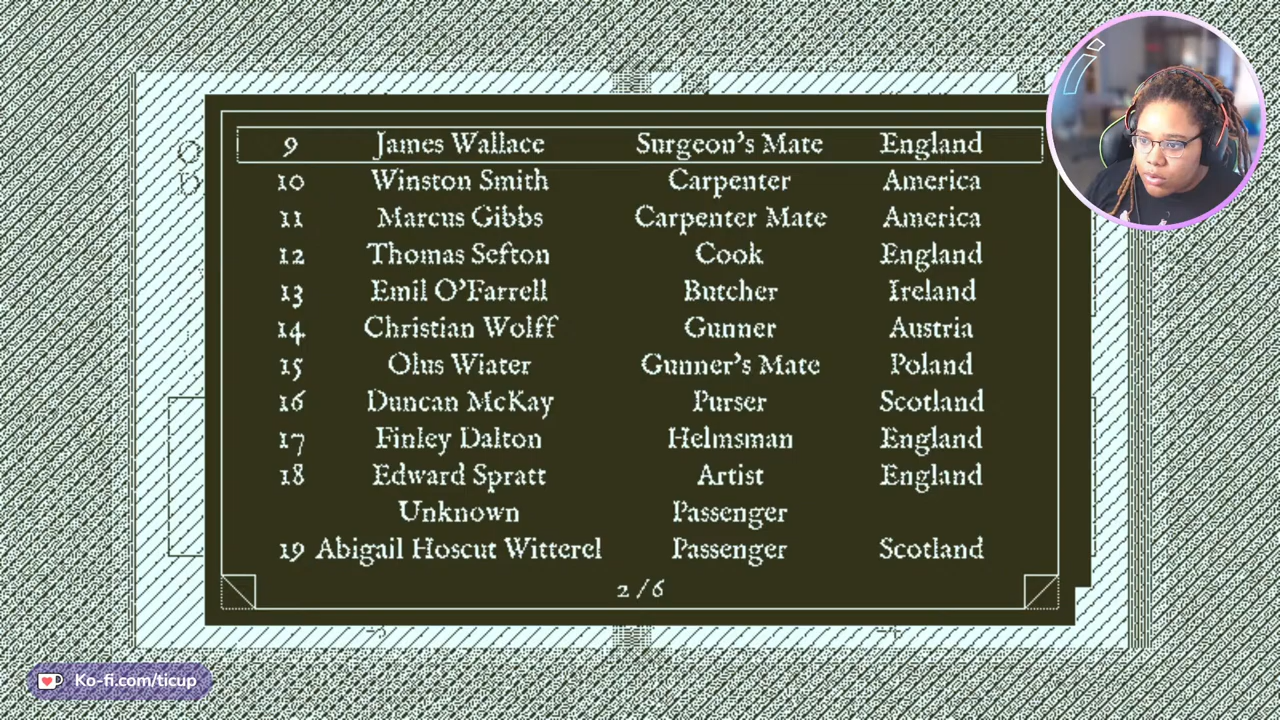 9 James Wallace Surgeon's Mate England
10 Winston Smith Carpenter America
11 Marcus Gibbs Carpenter Mate America
12 Thomas Sefton Cook England
13 Emil O'Farrell Butcher Ireland
14 Christian Wolff Gunner Austria
15 Olus Wiater Gunner's Mate Poland
16 Duncan McKay Purser Scotland
17 Finley Dalton Helmsman England
18 Edward Spratt Artist England
Unknown Passenger
19 Abigail Hoscut Witterel Passenger Scotland
2/6
Ko-fi.com/ticup